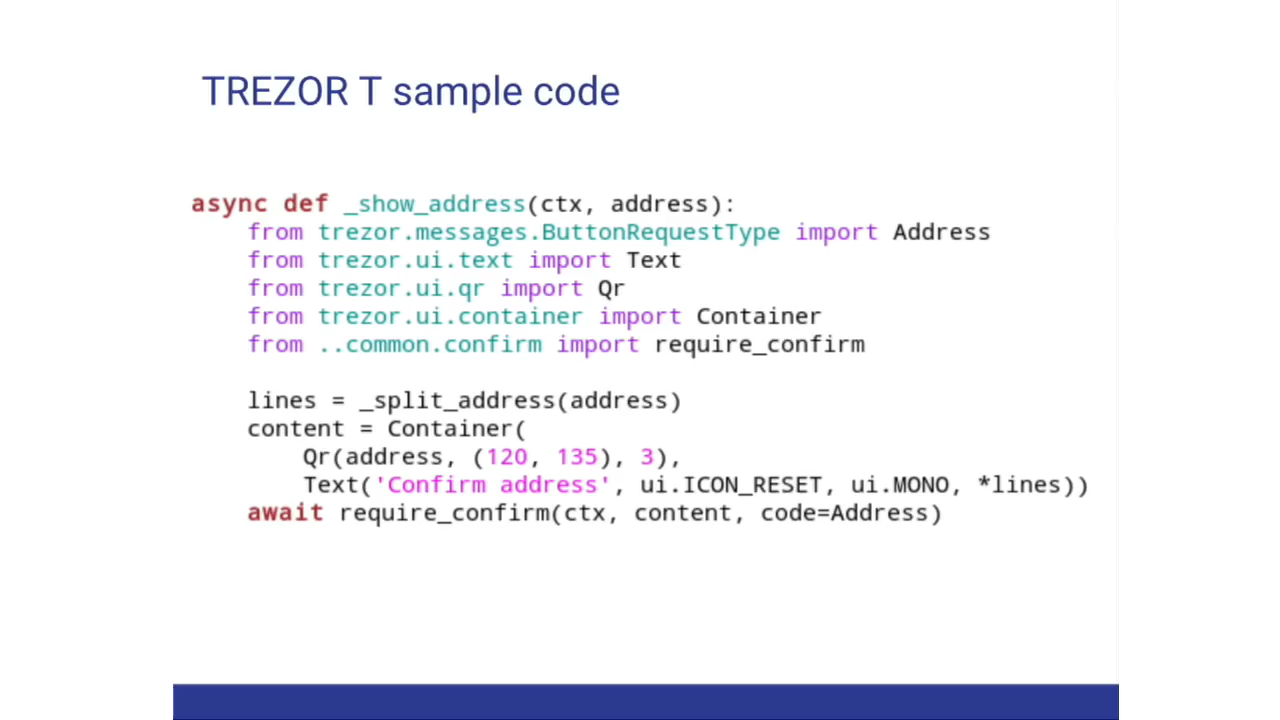 TREZOR T sample code
async def _show_address(ctx, address):
    from trezor.messages.ButtonRequestType import Address
    from trezor.ui.text import Text
    from trezor.ui.qr import Qr
    from trezor.ui.container import Container
    from ..common.confirm import require_confirm
    lines = _split_address(address)
    content = Container(
        Qr(address, (120, 135), 3),
        Text('Confirm address', ui.ICON_RESET, ui.MONO, *lines))
    await require_confirm(ctx, content, code=Address)